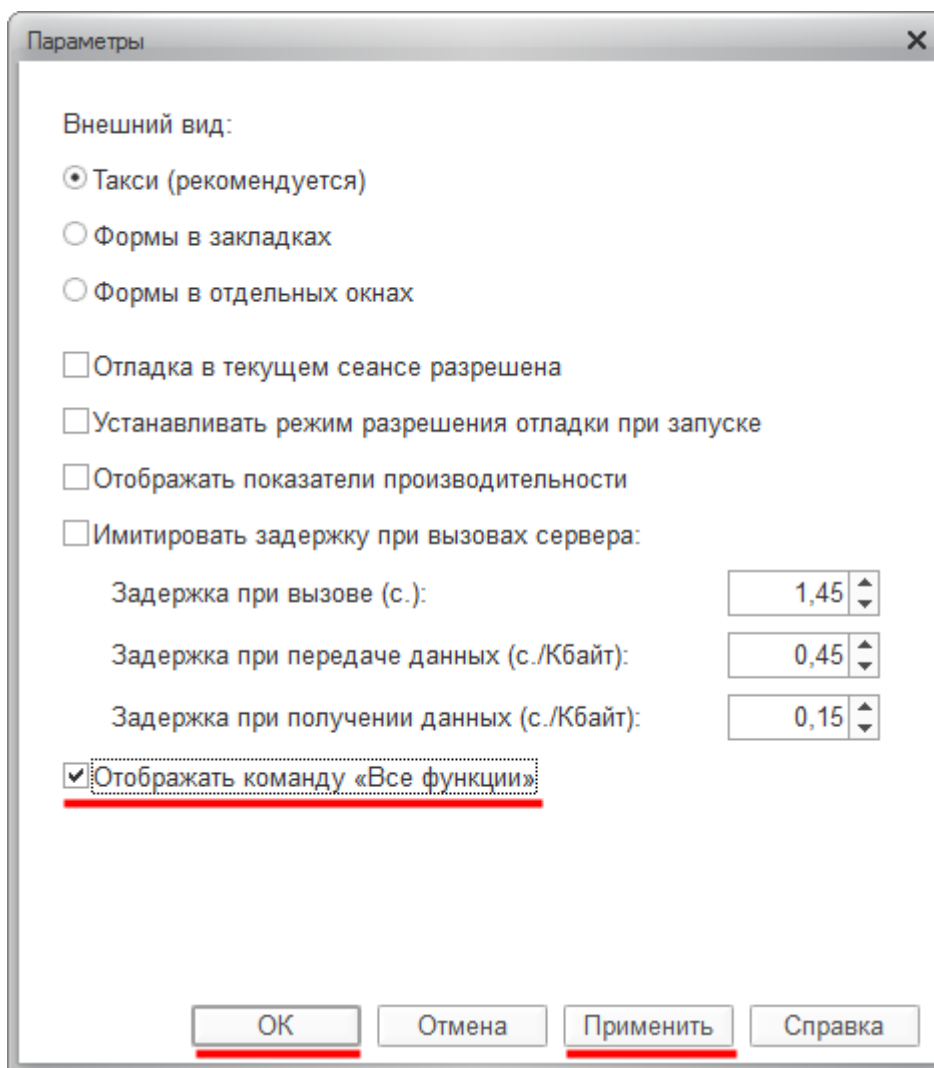 Параметры
Внешний вид:
Такси (рекомендуется)
Формы в закладках
Формы в отдельных окнах
Отладка в текущем сеансе разрешена
Устанавливать режим разрешения отладки при запуске
Отображать показатели производительности
Имитировать задержку при вызовах сервера:
Задержка при вызове (с.): 1,45
Задержка при передаче данных (с./Кбайт): 0,45
Задержка при получении данных (с./Кбайт): 0,15
Отображать команду «Все функции»
ОК Отмена Применить Справка